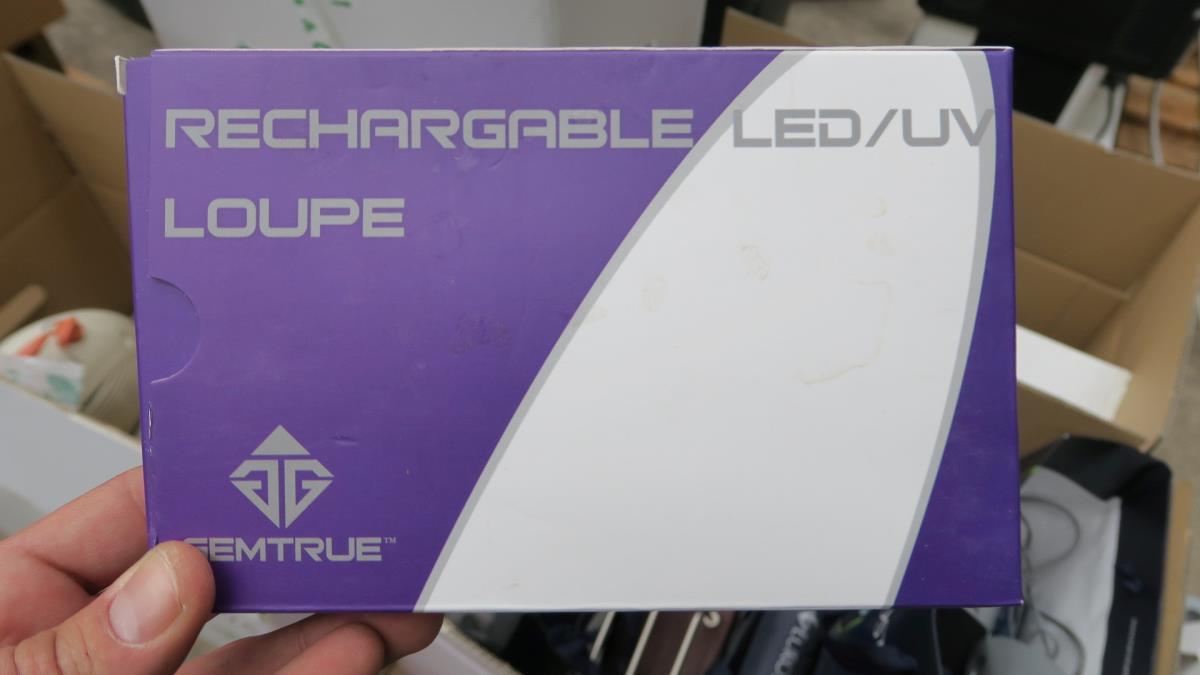 RECHARGABLE LED/UV
LOUPE
GEMTRUE™